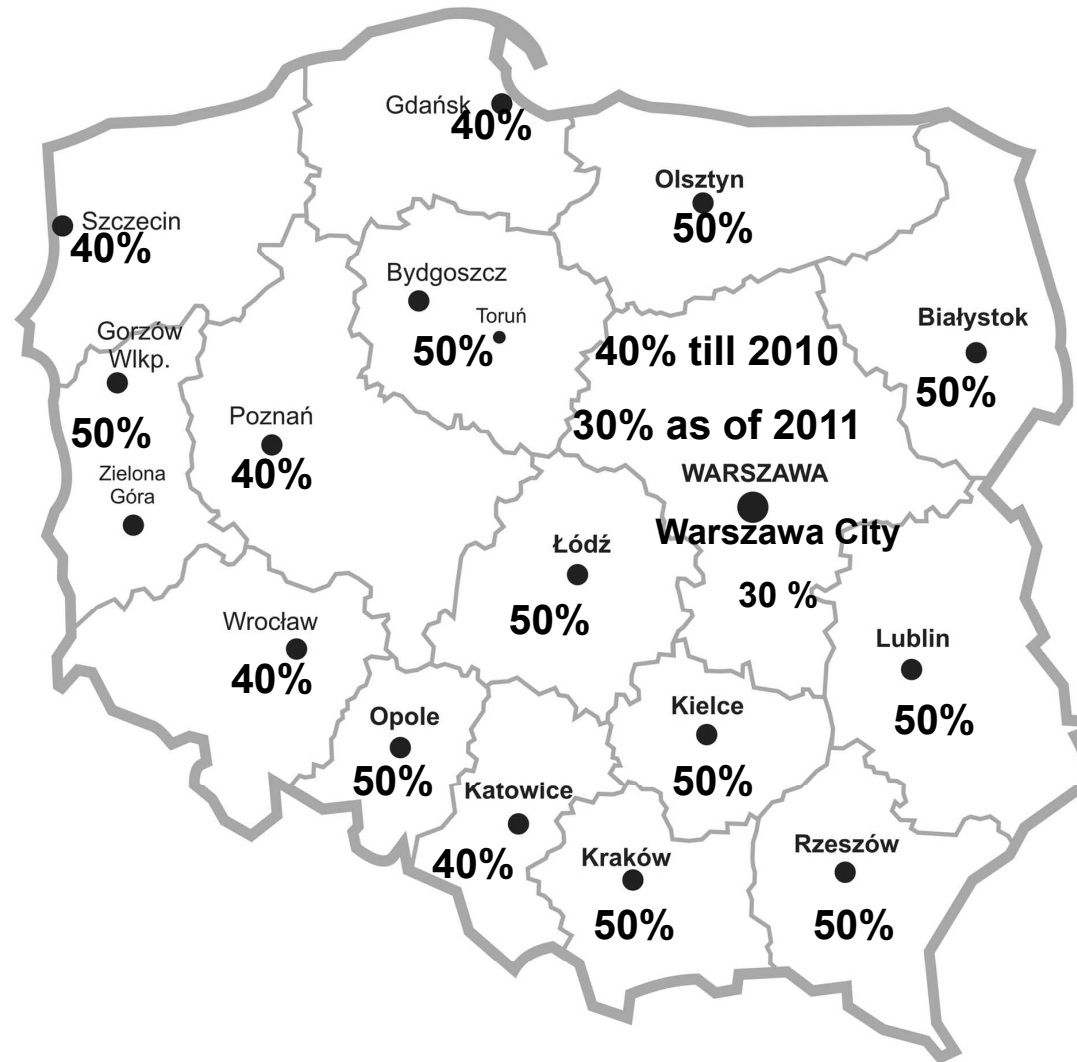 Gdańsk
40%
Olsztyn
50%
Szczecin
40%
Bydgoszcz
Toruń
50%
Gorzów
Wlkp.
50%
Zielona
Góra
Poznań
40%
40% till 2010
30% as of 2011
WARSZAWA
Warszawa City
30 %
Białystok
50%
Łódź
50%
Wrocław
40%
Lublin
50%
Opole
50%
Kielce
50%
Katowice
40%
Kraków
50%
Rzeszów
50%